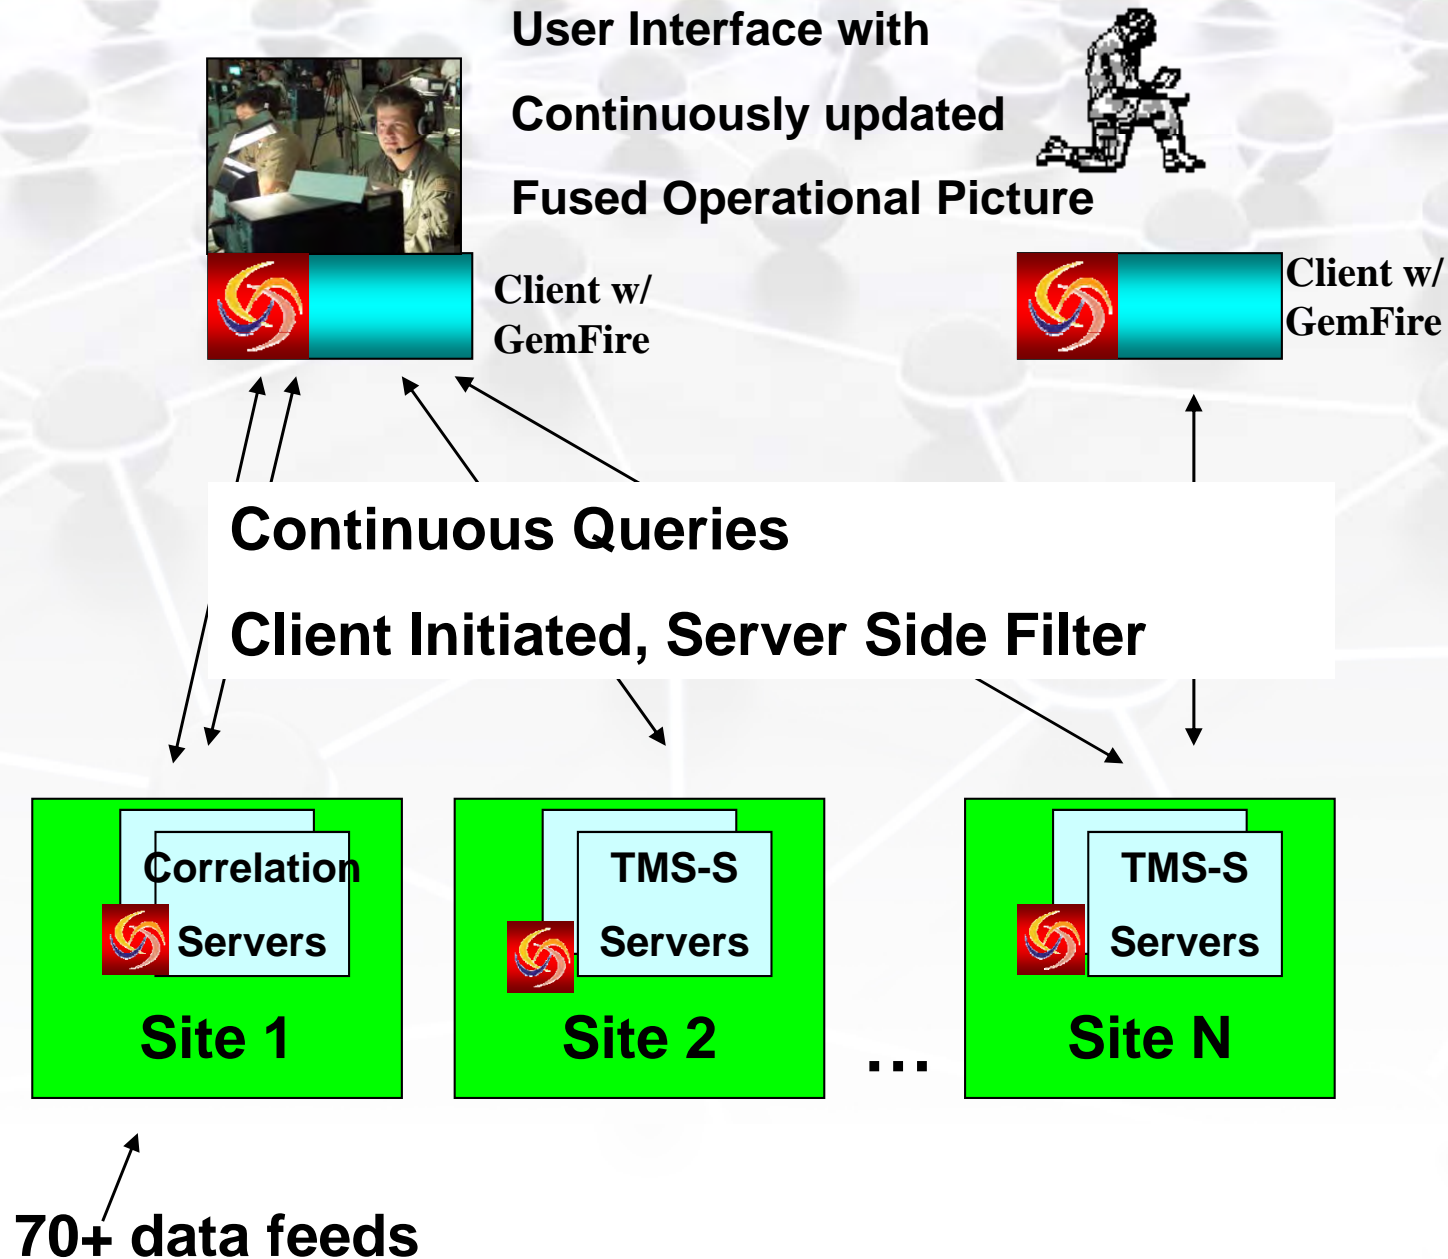 User Interface with
Continuously updated
Fused Operational Picture
Client w/
GemFire
Client w/
GemFire
Continuous Queries
Client Initiated, Server Side Filter
Correlation
Servers
Site 1
TMS-S
Servers
Site 2
...
TMS-S
Servers
Site N
70+ data feeds